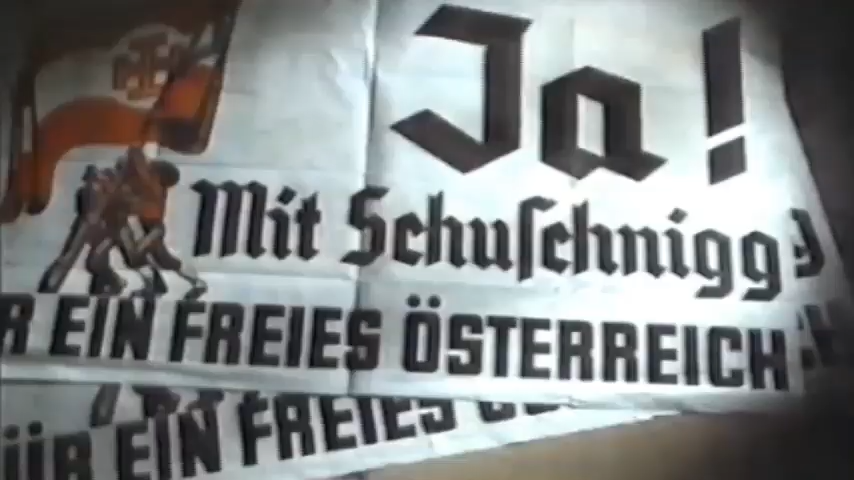 Ja!
Mit Schuſchnigg
R EIN FREIES ÖSTERREICH
ÜR EIN FREIES